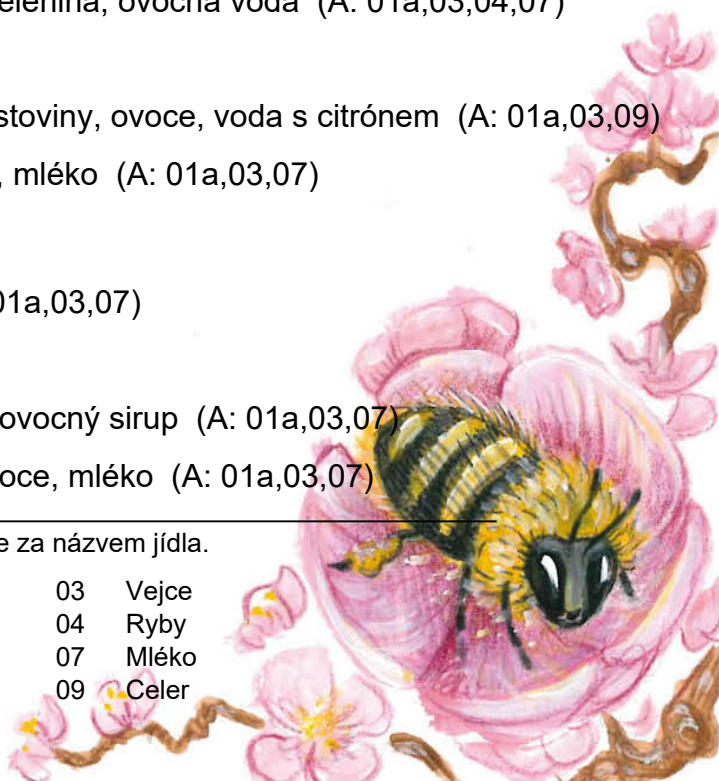 elenina, ovocná voda (A: 01a,03,04,07)
stoviny, ovoce, voda s citrónem (A: 01a,03,09)
, mléko (A: 01a,03,07)
01a,03,07)
ovocný sirup (A: 01a,03,07)
oce, mléko (A: 01a,03,07)
e za názvem jídla.
03 Vejce
04 Ryby
07 Mléko
09 Celer